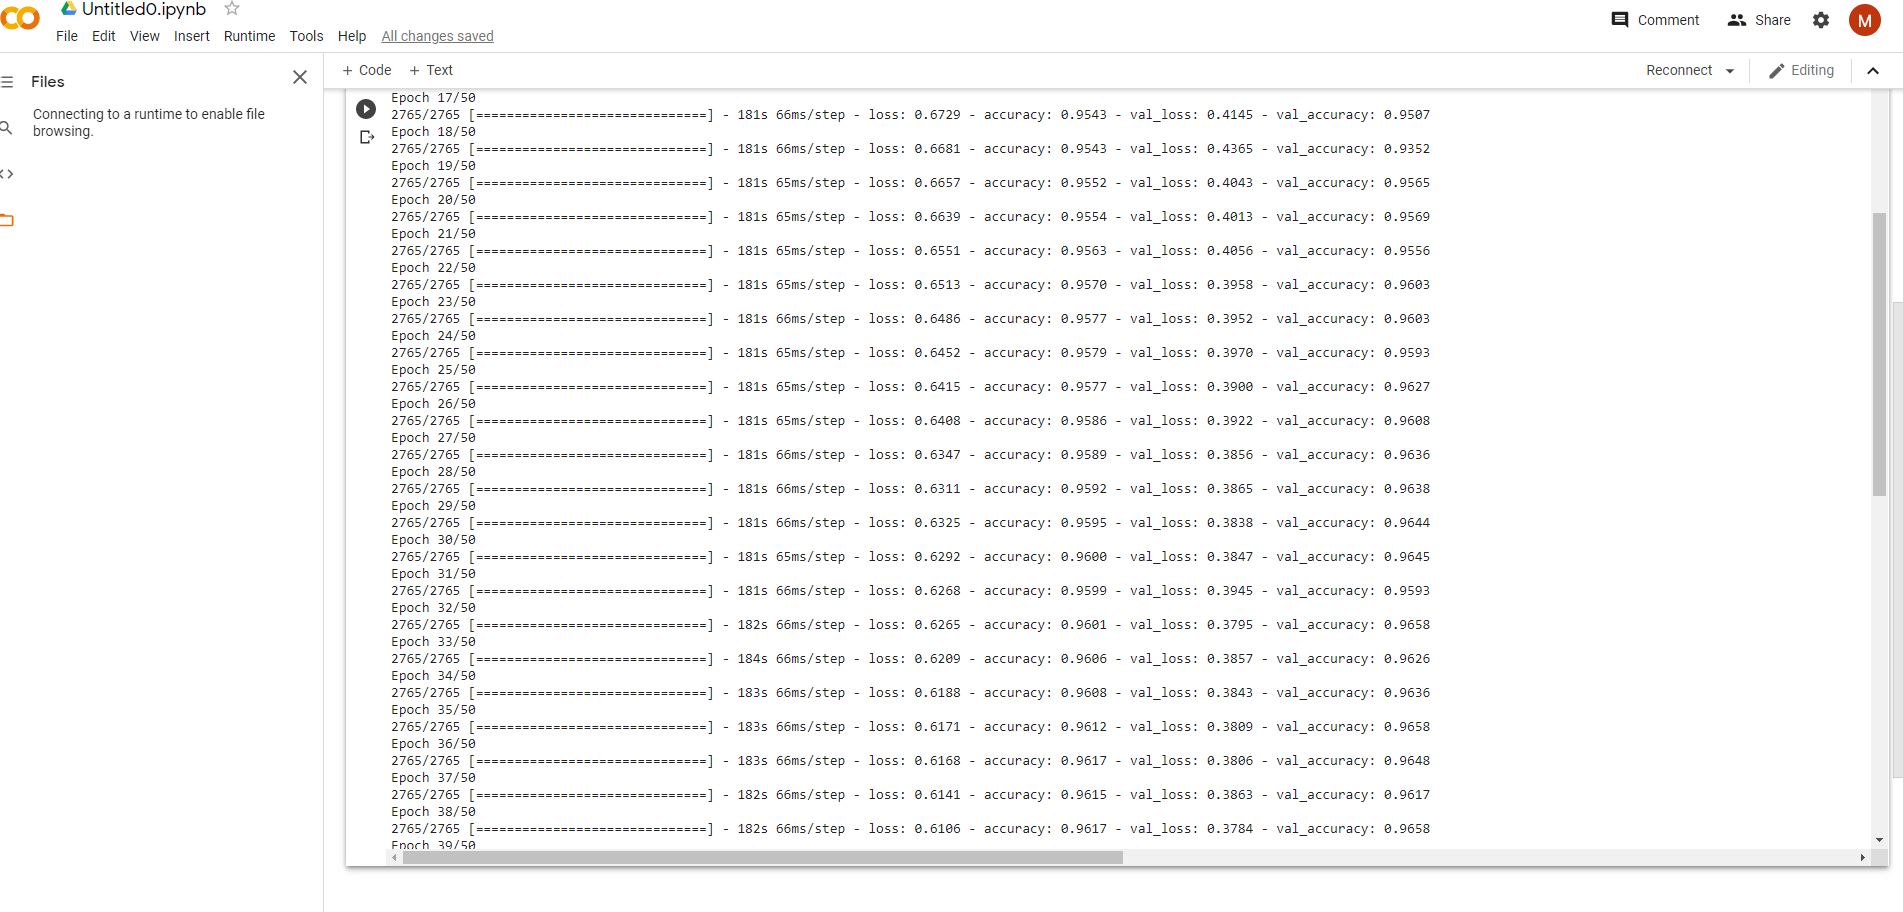 Untitled0.ipynb
File Edit View Insert Runtime Tools Help All changes saved
Comment Share M
Files
Connecting to a runtime to enable file
browsing.
+ Code + Text
Reconnect Editing
Epoch 17/50
2765/2765 [==============================] - 181s 66ms/step - loss: 0.6729 - accuracy: 0.9543 - val_loss: 0.4145 - val_accuracy: 0.9507
Epoch 18/50
2765/2765 [==============================] - 181s 66ms/step - loss: 0.6681 - accuracy: 0.9543 - val_loss: 0.4365 - val_accuracy: 0.9352
Epoch 19/50
2765/2765 [==============================] - 181s 65ms/step - loss: 0.6657 - accuracy: 0.9552 - val_loss: 0.4043 - val_accuracy: 0.9565
Epoch 20/50
2765/2765 [==============================] - 181s 65ms/step - loss: 0.6639 - accuracy: 0.9554 - val_loss: 0.4013 - val_accuracy: 0.9569
Epoch 21/50
2765/2765 [==============================] - 181s 65ms/step - loss: 0.6551 - accuracy: 0.9563 - val_loss: 0.4056 - val_accuracy: 0.9556
Epoch 22/50
2765/2765 [==============================] - 181s 65ms/step - loss: 0.6513 - accuracy: 0.9570 - val_loss: 0.3958 - val_accuracy: 0.9603
Epoch 23/50
2765/2765 [==============================] - 181s 66ms/step - loss: 0.6486 - accuracy: 0.9577 - val_loss: 0.3952 - val_accuracy: 0.9603
Epoch 24/50
2765/2765 [==============================] - 181s 65ms/step - loss: 0.6452 - accuracy: 0.9579 - val_loss: 0.3970 - val_accuracy: 0.9593
Epoch 25/50
2765/2765 [==============================] - 181s 65ms/step - loss: 0.6415 - accuracy: 0.9577 - val_loss: 0.3900 - val_accuracy: 0.9627
Epoch 26/50
2765/2765 [==============================] - 181s 65ms/step - loss: 0.6408 - accuracy: 0.9586 - val_loss: 0.3922 - val_accuracy: 0.9608
Epoch 27/50
2765/2765 [==============================] - 181s 66ms/step - loss: 0.6347 - accuracy: 0.9589 - val_loss: 0.3856 - val_accuracy: 0.9636
Epoch 28/50
2765/2765 [==============================] - 181s 66ms/step - loss: 0.6311 - accuracy: 0.9592 - val_loss: 0.3865 - val_accuracy: 0.9638
Epoch 29/50
2765/2765 [==============================] - 181s 66ms/step - loss: 0.6325 - accuracy: 0.9595 - val_loss: 0.3838 - val_accuracy: 0.9644
Epoch 30/50
2765/2765 [==============================] - 181s 65ms/step - loss: 0.6292 - accuracy: 0.9600 - val_loss: 0.3847 - val_accuracy: 0.9645
Epoch 31/50
2765/2765 [==============================] - 181s 66ms/step - loss: 0.6268 - accuracy: 0.9599 - val_loss: 0.3945 - val_accuracy: 0.9593
Epoch 32/50
2765/2765 [==============================] - 182s 66ms/step - loss: 0.6265 - accuracy: 0.9601 - val_loss: 0.3795 - val_accuracy: 0.9658
Epoch 33/50
2765/2765 [==============================] - 184s 66ms/step - loss: 0.6209 - accuracy: 0.9606 - val_loss: 0.3857 - val_accuracy: 0.9626
Epoch 34/50
2765/2765 [==============================] - 183s 66ms/step - loss: 0.6188 - accuracy: 0.9608 - val_loss: 0.3843 - val_accuracy: 0.9636
Epoch 35/50
2765/2765 [==============================] - 183s 66ms/step - loss: 0.6171 - accuracy: 0.9612 - val_loss: 0.3809 - val_accuracy: 0.9658
Epoch 36/50
2765/2765 [==============================] - 183s 66ms/step - loss: 0.6168 - accuracy: 0.9617 - val_loss: 0.3806 - val_accuracy: 0.9648
Epoch 37/50
2765/2765 [==============================] - 182s 66ms/step - loss: 0.6141 - accuracy: 0.9615 - val_loss: 0.3863 - val_accuracy: 0.9617
Epoch 38/50
2765/2765 [==============================] - 182s 66ms/step - loss: 0.6106 - accuracy: 0.9617 - val_loss: 0.3784 - val_accuracy: 0.9658
Epoch 39/50